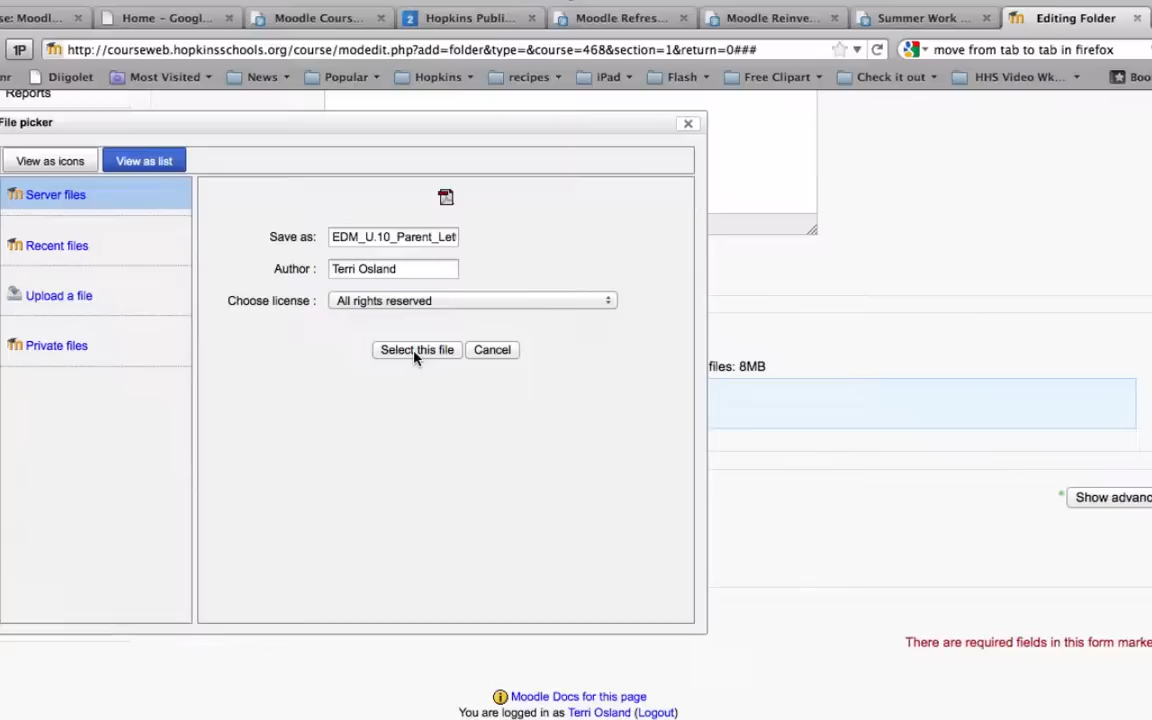 se: Moodl...
Home – Googl...
Moodle Cours...
Hopkins Publi...
Moodle Refres...
Moodle Reinve...
Summer Work ...
Editing Folder
1P
http://courseweb.hopkinsschools.org/course/modedit.php?add=folder&type=&course=468&section=1&return=0###
move from tab to tab in firefox
nr
Diigolet
Most Visited
News
Popular
Hopkins
recipes
iPad
Flash
Free Clipart
Check it out
HHS Video Wk...
Boo
Reports
File picker
View as icons
View as list
Server files
Recent files
Upload a file
Private files
Save as:
EDM_U.10_Parent_Let
Author :
Terri Osland
Choose license :
All rights reserved
Select this file
Cancel
files: 8MB
* Show advanc
There are required fields in this form marke
Moodle Docs for this page
You are logged in as Terri Osland (Logout)